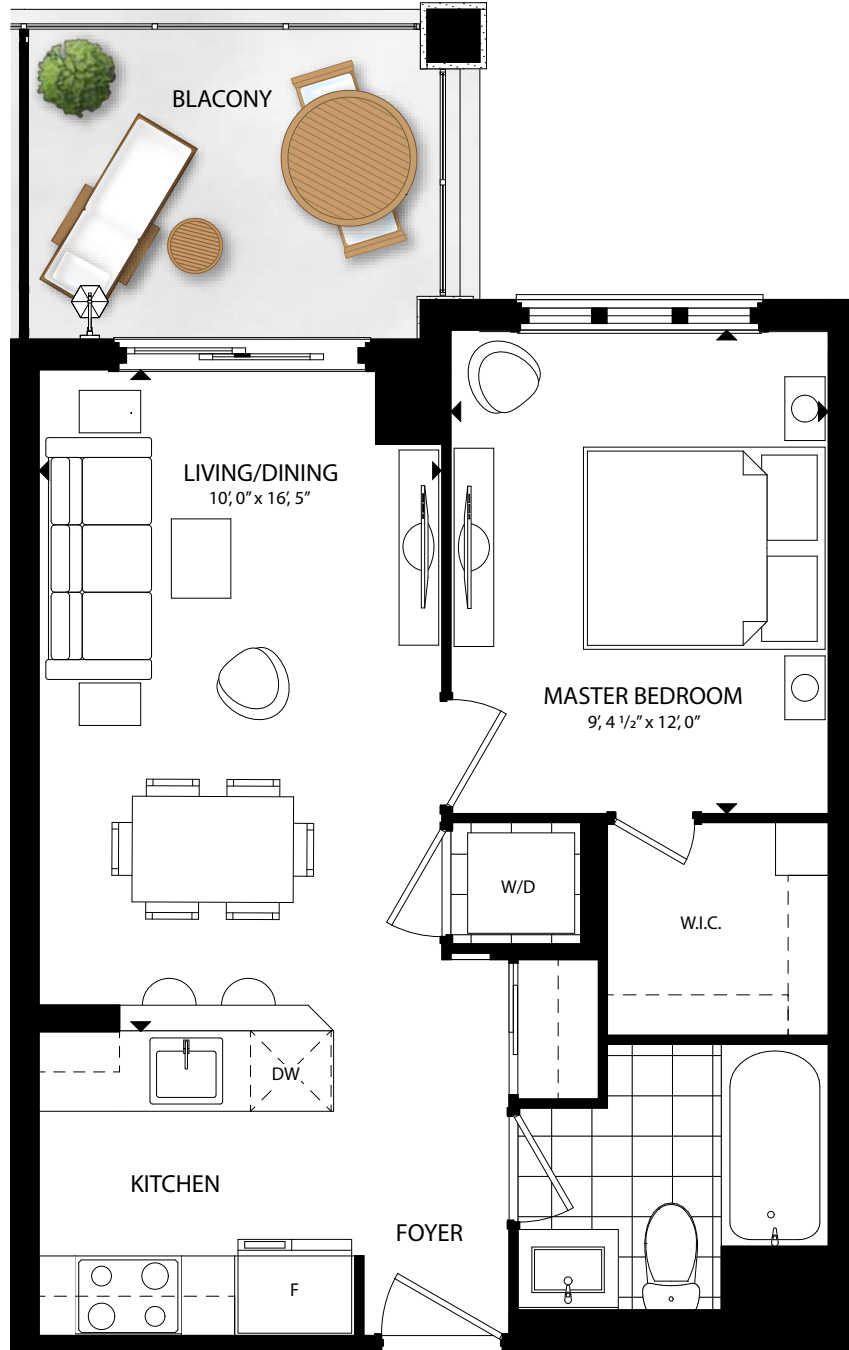 BLACONY
LIVING/DINING
10', 0" x 16', 5"
MASTER BEDROOM
9', 4 1/2" x 12', 0"
W/D
W.I.C.
DW
KITCHEN
FOYER
F